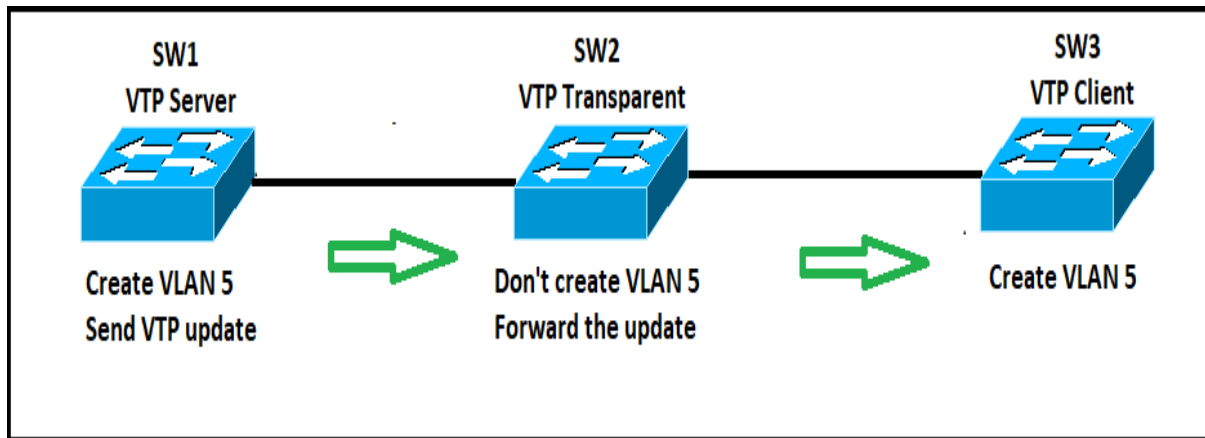 SW1
VTP Server
SW2
VTP Transparent
SW3
VTP Client
Create VLAN 5
Send VTP update
Don't create VLAN 5
Forward the update
Create VLAN 5